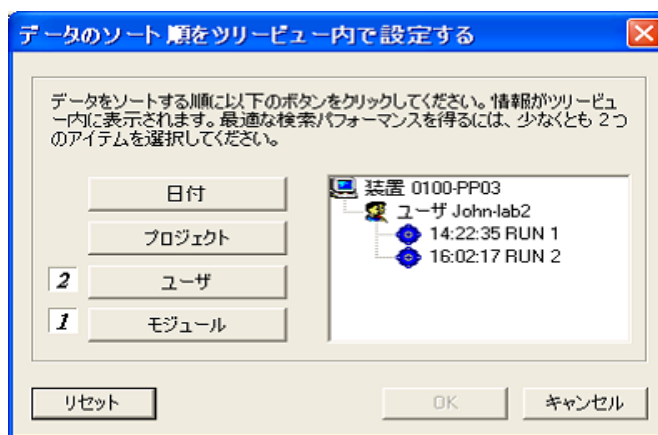 データのソート順をツリービュー内で設定する
データをソートする順に以下のボタンをクリックしてください。情報がツリービュ
ー内に表示されます。最適な検索パフォーマンスを得るには、少なくとも 2つ
のアイテムを選択してください。
日付
プロジェクト
2 ユーザ
1 モジュール
装置 0100-PP03
ユーザ John-lab2
14:22:35 RUN 1
16:02:17 RUN 2
リセット
OK
キャンセル